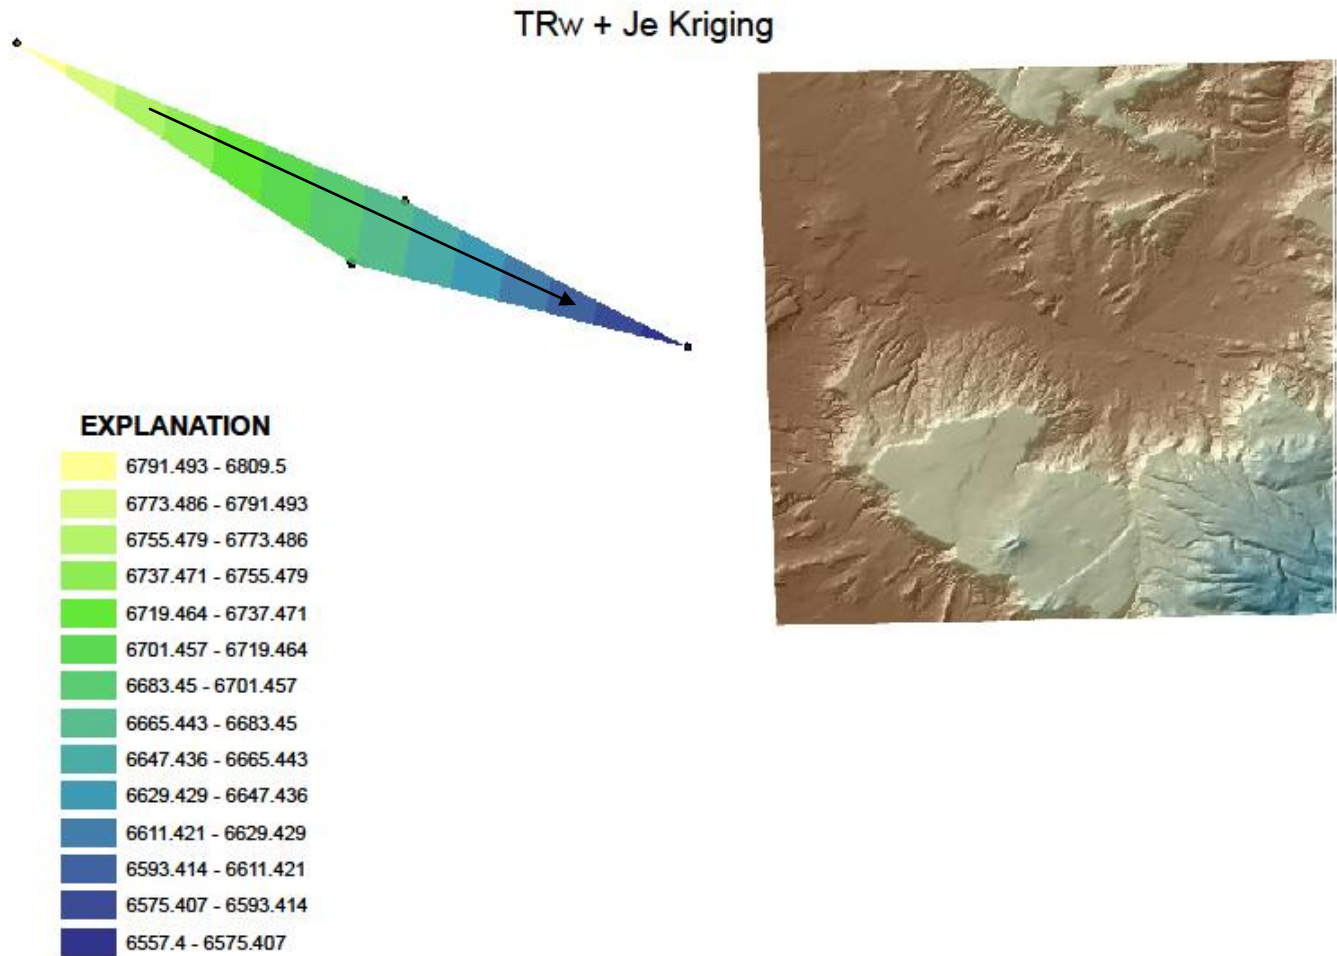 TRw + Je Kriging
EXPLANATION
6791.493 - 6809.5
6773.486 - 6791.493
6755.479 - 6773.486
6737.471 - 6755.479
6719.464 - 6737.471
6701.457 - 6719.464
6683.45 - 6701.457
6665.443 - 6683.45
6647.436 - 6665.443
6629.429 - 6647.436
6611.421 - 6629.429
6593.414 - 6611.421
6575.407 - 6593.414
6557.4 - 6575.407